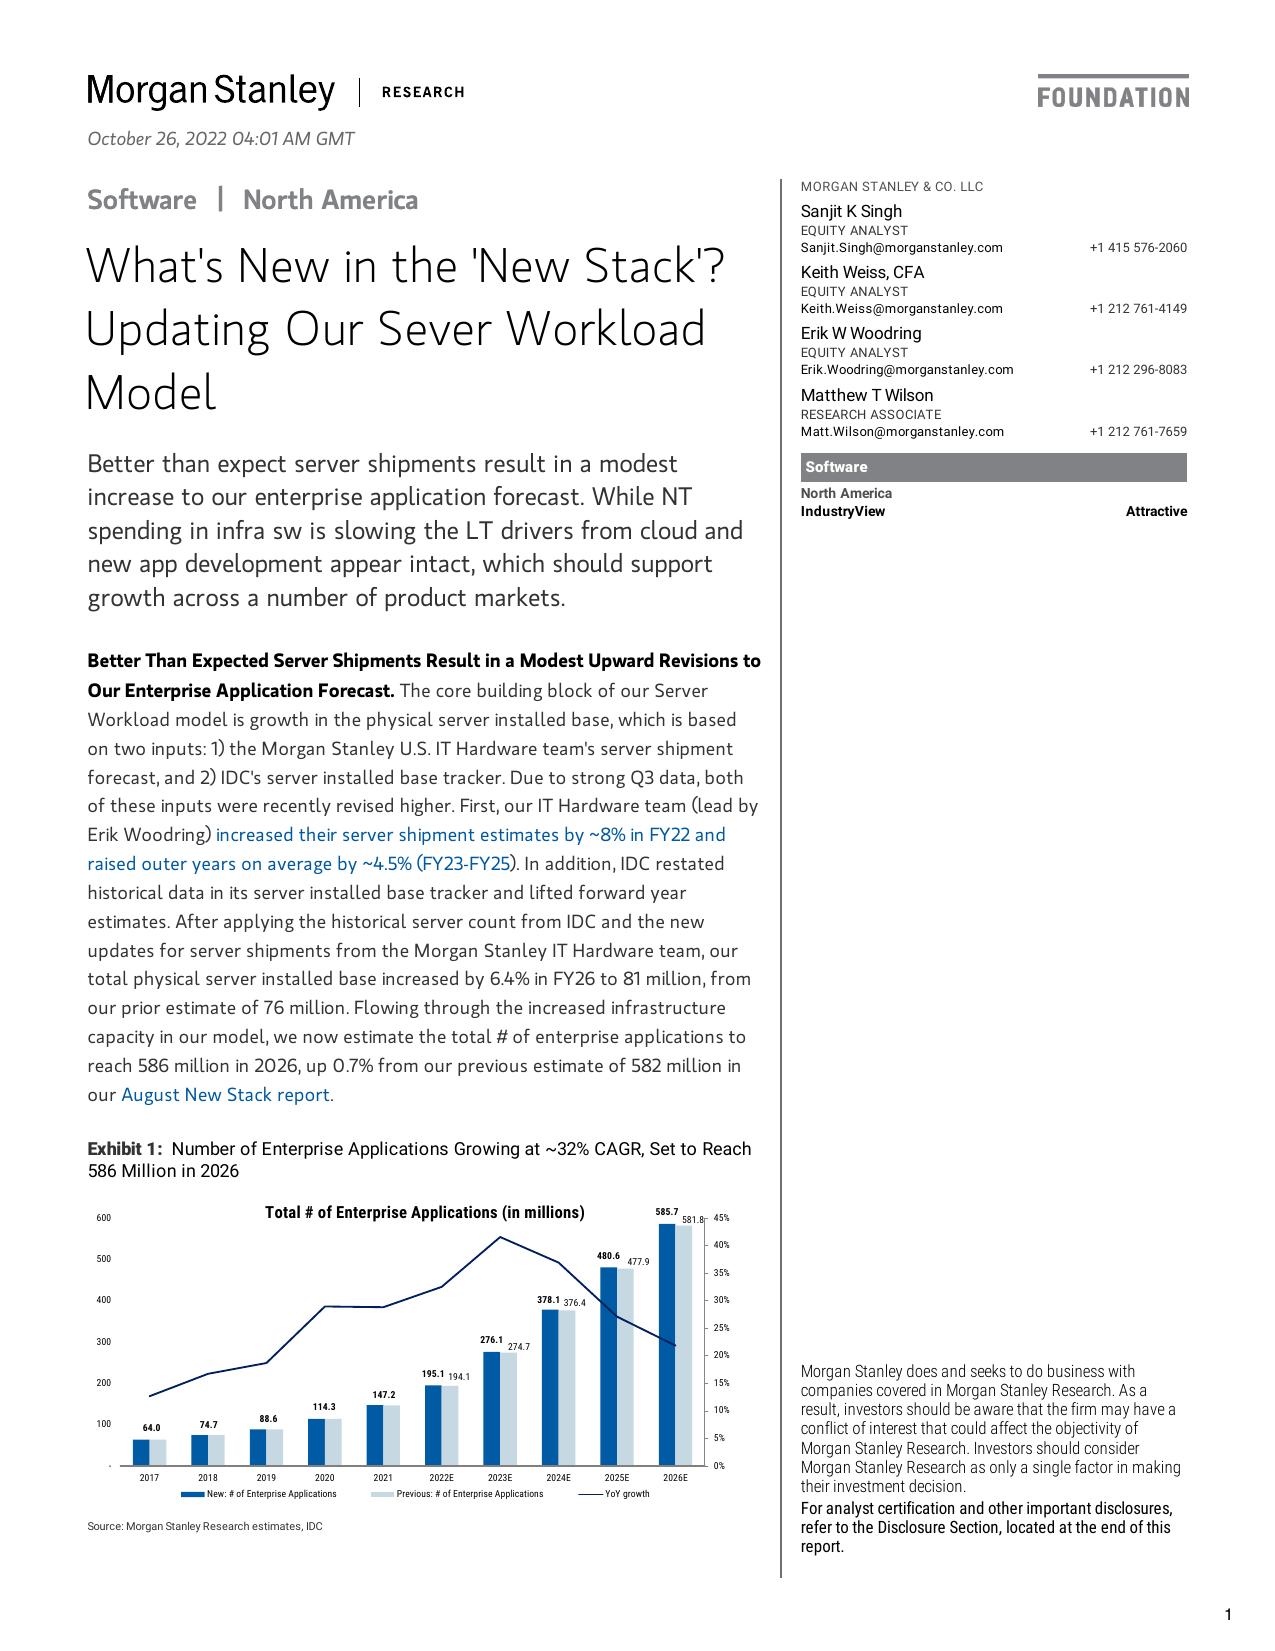 Morgan Stanley | RESEARCH
FOUNDATION
October 26, 2022 04:01 AM GMT
Software | North America
What's New in the 'New Stack'?
Updating Our Sever Workload
Model
Better than expect server shipments result in a modest
increase to our enterprise application forecast. While NT
spending in infra sw is slowing the LT drivers from cloud and
new app development appear intact, which should support
growth across a number of product markets.
Better Than Expected Server Shipments Result in a Modest Upward Revisions to
Our Enterprise Application Forecast. The core building block of our Server
Workload model is growth in the physical server installed base, which is based
on two inputs: 1) the Morgan Stanley U.S. IT Hardware team's server shipment
forecast, and 2) IDC's server installed base tracker. Due to strong Q3 data, both
of these inputs were recently revised higher. First, our IT Hardware team (lead by
Erik Woodring) increased their server shipment estimates by ~8% in FY22 and
raised outer years on average by ~4.5% (FY23-FY25). In addition, IDC restated
historical data in its server installed base tracker and lifted forward year
estimates. After applying the historical server count from IDC and the new
updates for server shipments from the Morgan Stanley IT Hardware team, our
total physical server installed base increased by 6.4% in FY26 to 81 million, from
our prior estimate of 76 million. Flowing through the increased infrastructure
capacity in our model, we now estimate the total # of enterprise applications to
reach 586 million in 2026, up 0.7% from our previous estimate of 582 million in
our August New Stack report.
Exhibit 1: Number of Enterprise Applications Growing at ~32% CAGR, Set to Reach
586 Million in 2026
Total # of Enterprise Applications (in millions)
600
500
400
300
200
100
-
64.0
74.7
88.6
114.3
147.2
195.1 194.1
276.1 274.7
378.1 376.4
480.6 477.9
585.7 581.8
45%
40%
35%
30%
25%
20%
15%
10%
5%
0%
2017 2018 2019 2020 2021 2022E 2023E 2024E 2025E 2026E
New: # of Enterprise Applications Previous: # of Enterprise Applications YoY growth
Source: Morgan Stanley Research estimates, IDC
MORGAN STANLEY & CO. LLC
Sanjit K Singh
EQUITY ANALYST
Sanjit.Singh@morganstanley.com +1 415 576-2060
Keith Weiss, CFA
EQUITY ANALYST
Keith.Weiss@morganstanley.com +1 212 761-4149
Erik W Woodring
EQUITY ANALYST
Erik.Woodring@morganstanley.com +1 212 296-8083
Matthew T Wilson
RESEARCH ASSOCIATE
Matt.Wilson@morganstanley.com +1 212 761-7659
Software
North America
IndustryView Attractive
Morgan Stanley does and seeks to do business with
companies covered in Morgan Stanley Research. As a
result, investors should be aware that the firm may have a
conflict of interest that could affect the objectivity of
Morgan Stanley Research. Investors should consider
Morgan Stanley Research as only a single factor in making
their investment decision.
For analyst certification and other important disclosures,
refer to the Disclosure Section, located at the end of this
report.
1